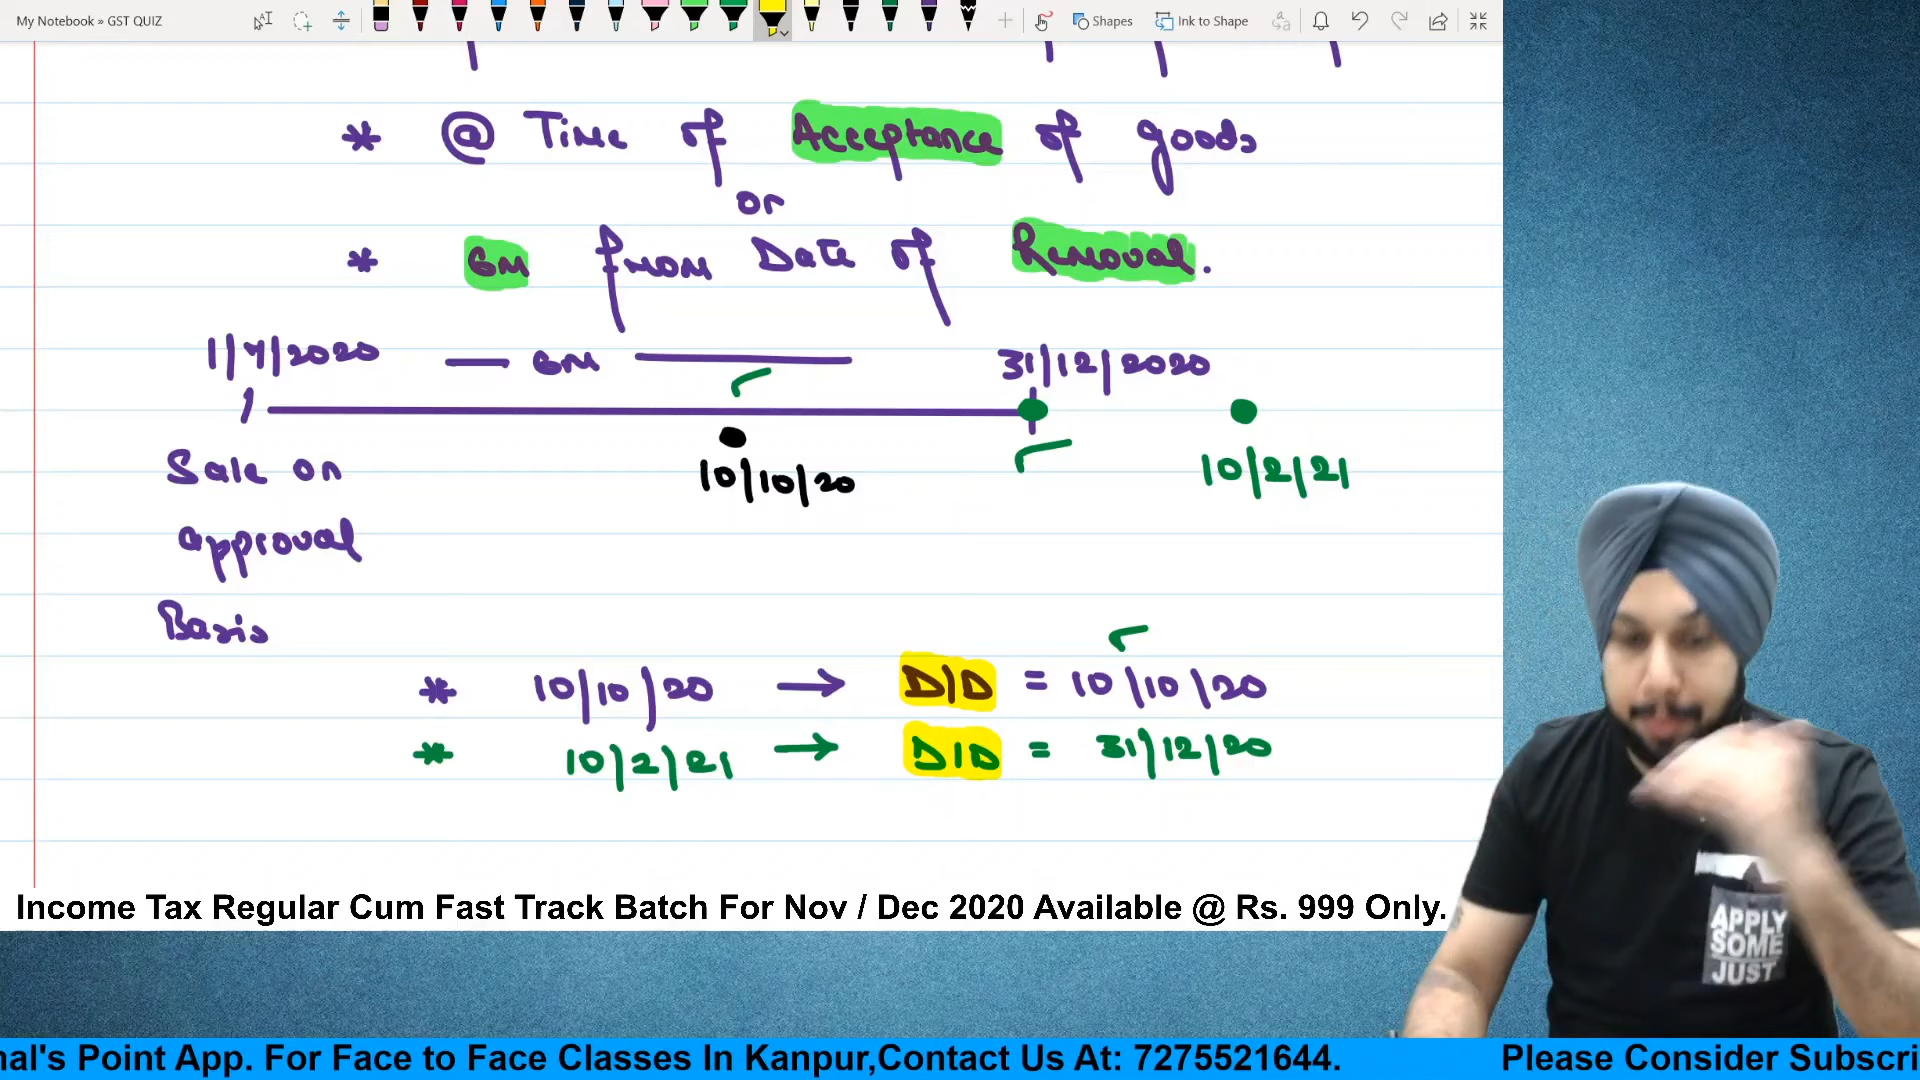 My Notebook » GST QUIZ
Shapes
Ink to Shape
* @ Time of Acceptance of goods
or
* 6M from Date of Removal.
1/7/2020 — 6M — 31/12/2020
10/10/20
10/2/21
Sale on
approval
Basis
* 10/10/20 → D/D = 10/10/20
* 10/2/21 → D/D = 31/12/20
Income Tax Regular Cum Fast Track Batch For Nov / Dec 2020 Available @ Rs. 999 Only.
APPLY
SOME
JUST
nal's Point App. For Face to Face Classes In Kanpur,Contact Us At: 7275521644. Please Consider Subscri